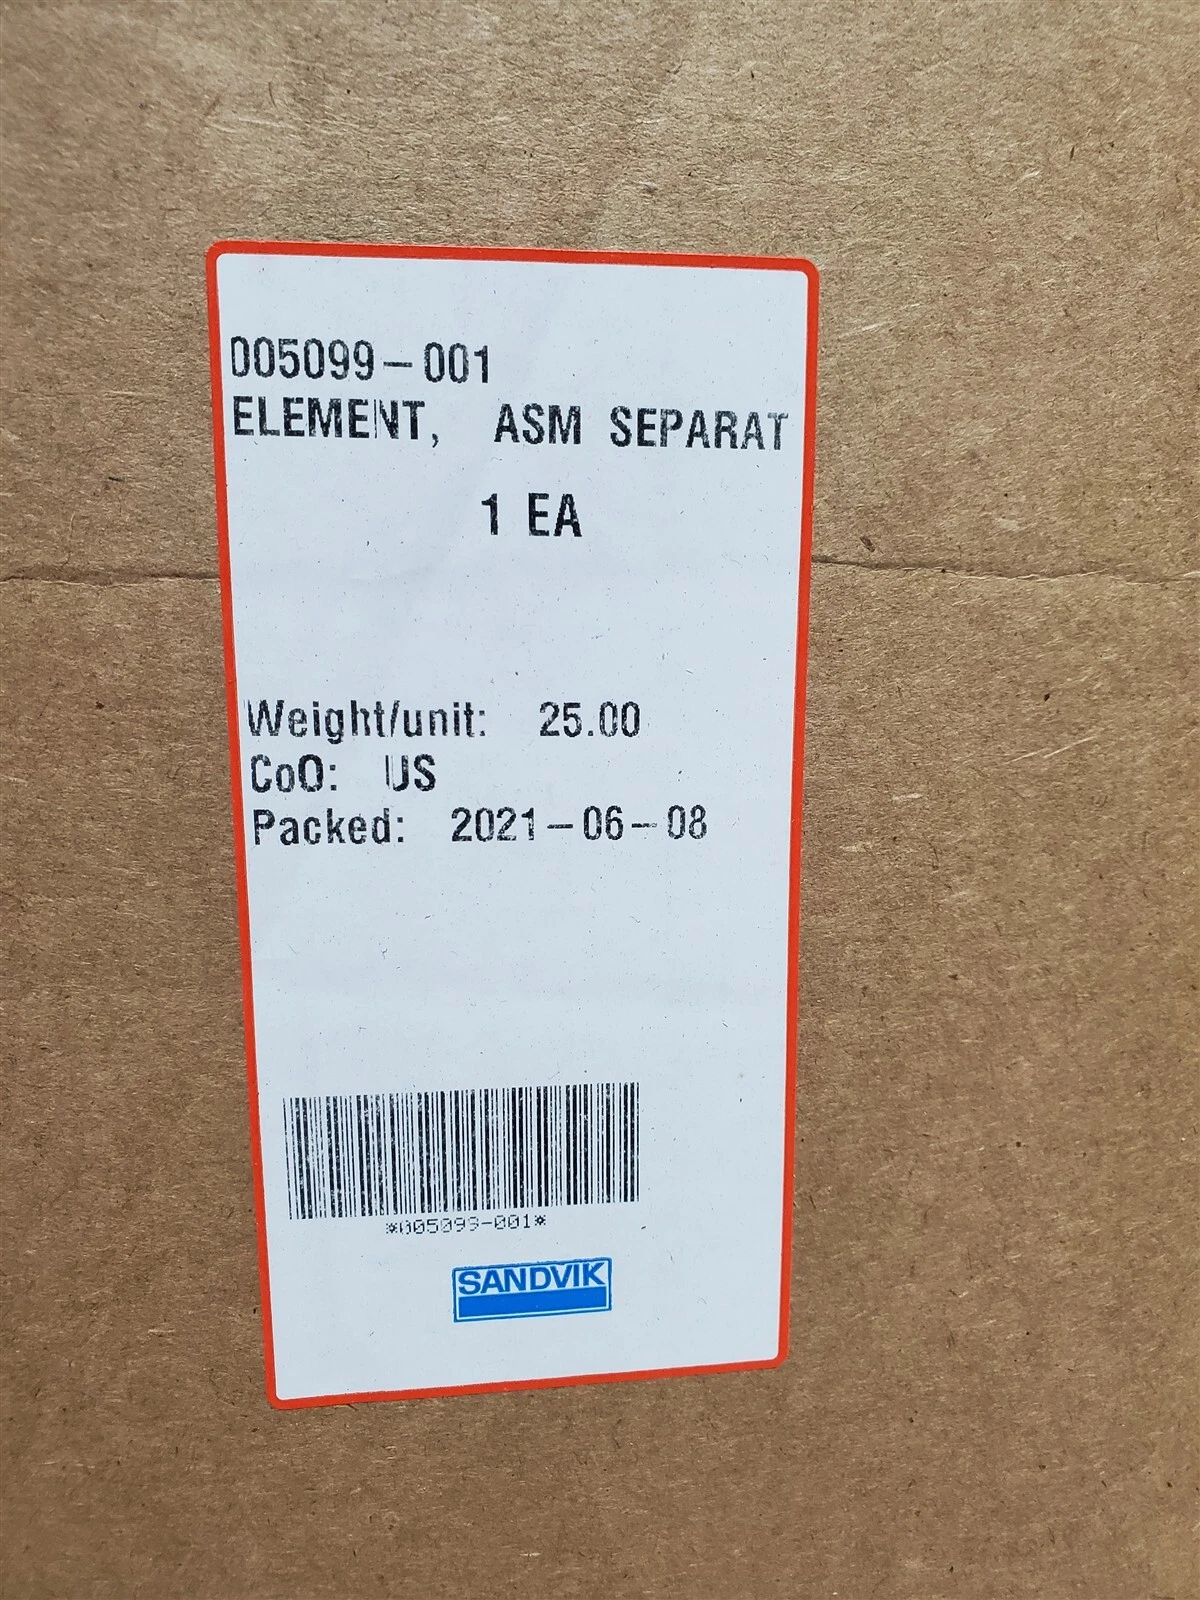 005099-001
ELEMENT, ASM SEPARAT
1 EA
Weight/unit: 25.00
CoO: US
Packed: 2021-06-08
*005099-001*
SANDVIK